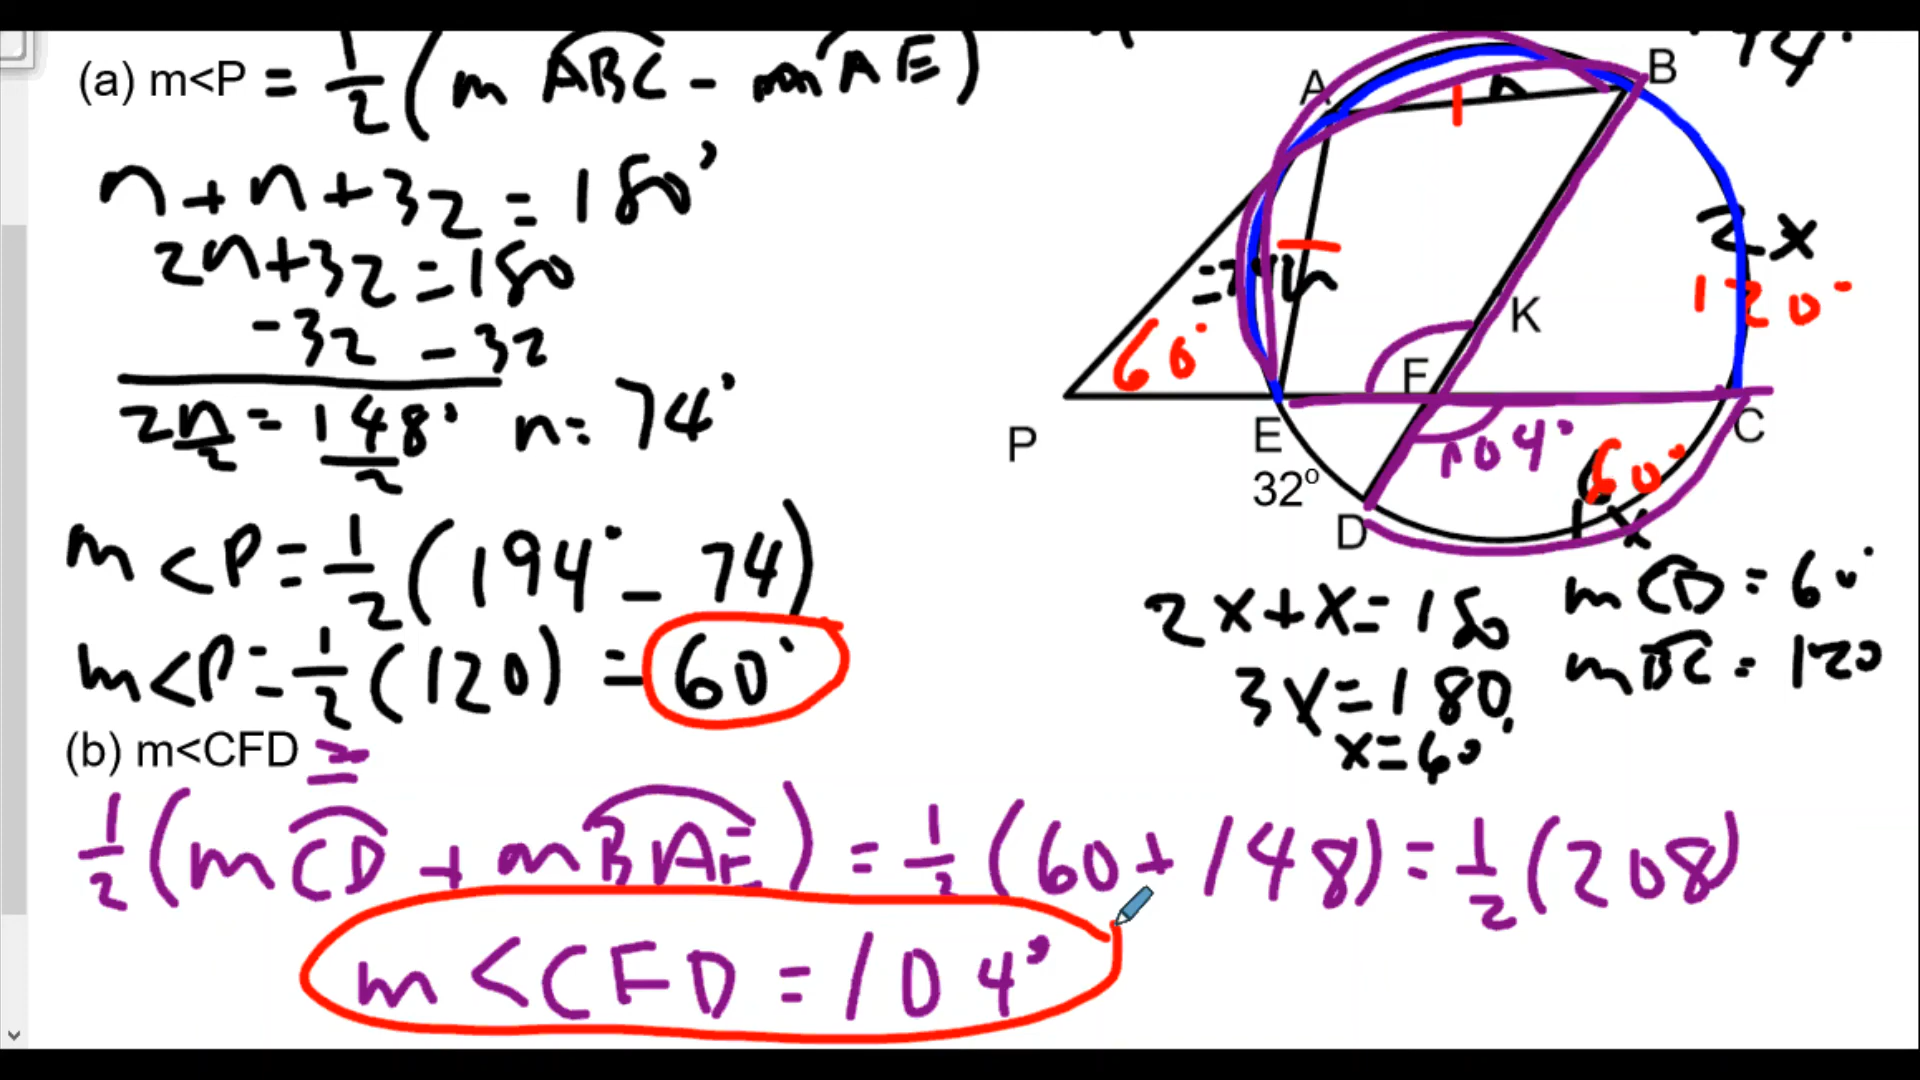 (a) m<P = 1/2 (m ABC - m AE)
n + n + 32 = 180°
2n + 32 = 180
-32 - 32
2n/2 = 148°/2 n = 74°
m<P = 1/2 (194° - 74)
m<P = 1/2 (120) = 60°
(b) m<CFD
1/2 (m CD + m BAE) = 1/2 (60 + 148) = 1/2 (208)
m<CFD = 104°
A
n
B
2x
120°
= 74
n
60°
K
F
P
E
C
104°
60°
x
32°
D
2x + x = 180
3x = 180
x = 60°
m CD = 60°
m BC = 120